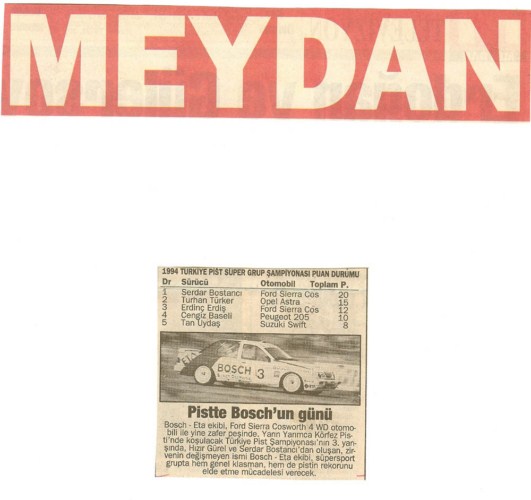 MEYDAN
1994 TÜRKİYE PİST SÜPER GRUP ŞAMPİYONASI PUAN DURUMU
Dr Sürücü Otomobil Toplam P.
1 Serdar Bostancı Ford Sierra Cos 20
2 Turhan Türker Opel Astra 15
3 Erdinç Erdiş Ford Sierra Cos 12
4 Cengiz Baseli Peugeot 205 10
5 Tan Uydaş Suzuki Swift 8
ETA BOSCH 3
Pistte Bosch'un günü
Bosch - Eta ekibi, Ford Sierra Cosworth 4 WD otomo-
bili ile yine zafer peşinde. Yarın Yarımca Körfez Pis-
ti'nde koşulacak Türkiye Pist Şampiyonası'nın 3. yarı-
şında, Hızır Gürel ve Serdar Bostancı'dan oluşan, zir-
venin değişmeyen ismi Bosch - Eta ekibi, süpersport
grupta hem genel klasman, hem de pistin rekorunu
elde etme mücadelesi verecek.